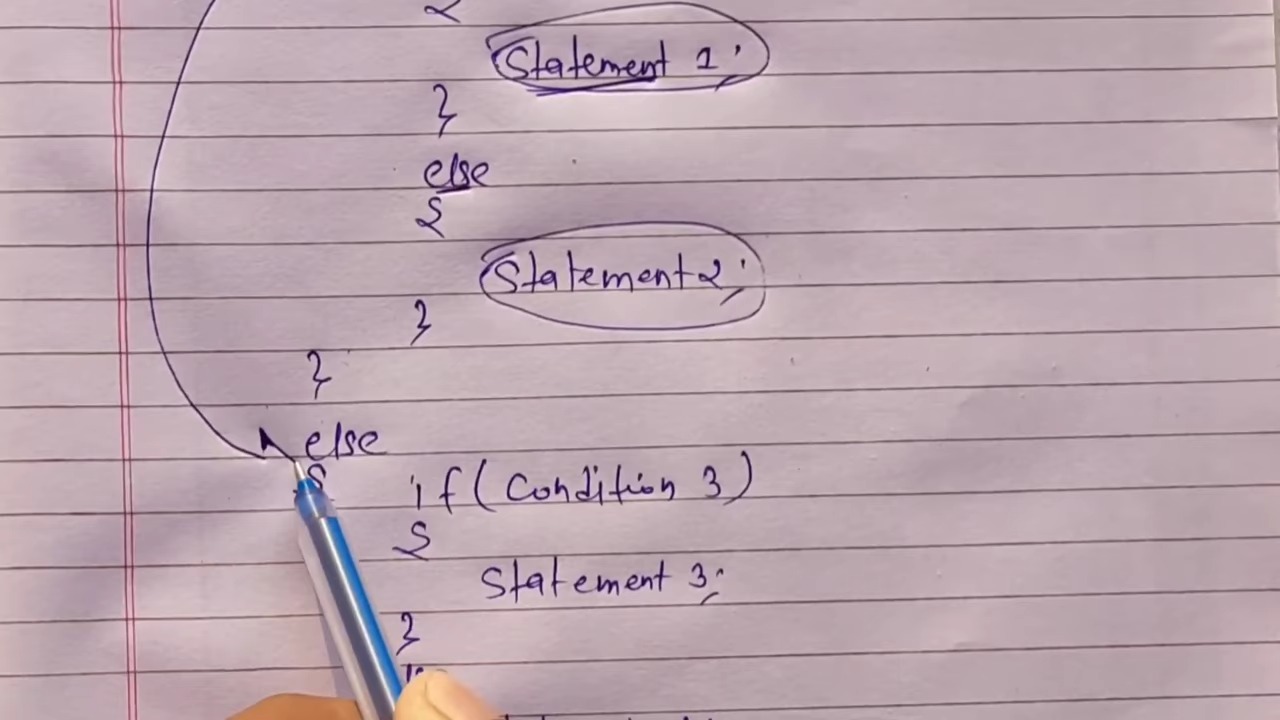 {
Statement 1;
}
else
{
Statement 2;
}
}
else
{
if (Condition 3)
{
Statement 3;
}